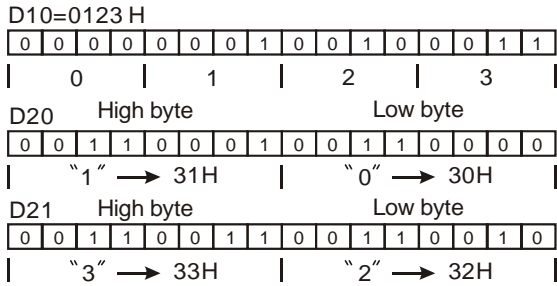 D10=0123 H
0 0 0 0 0 0 0 1 0 0 1 0 0 0 1 1
0 1 2 3
D20 High byte Low byte
0 0 1 1 0 0 0 1 0 0 1 1 0 0 0 0
"1" → 31H "0" → 30H
D21 High byte Low byte
0 0 1 1 0 0 1 1 0 0 1 1 0 0 1 0
"3" → 33H "2" → 32H